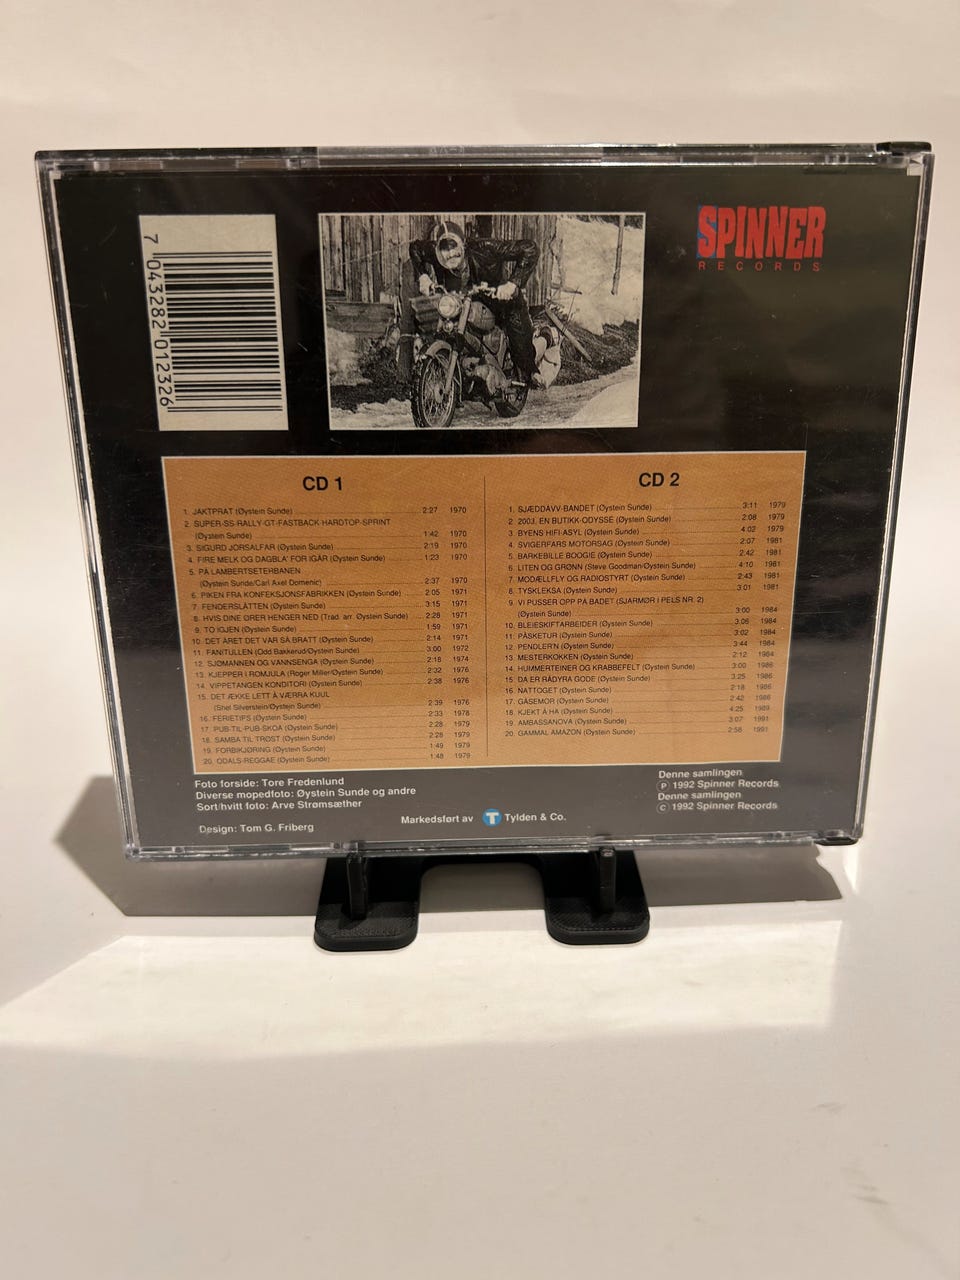 7 043282 012326
SPINNER
RECORDS
CD 1
1. JAKTPRAT (Øystein Sunde) 2:27 1970
2. SUPER-SS-RALLY-GT-FASTBACK-HARDTOP-SPRINT
(Øystein Sunde) 1:42 1970
3. SIGURD JORSALFAR (Øystein Sunde) 2:19 1970
4. FIRE MELK OG DAGBLA' FOR IGÅR (Øystein Sunde) 1:23 1970
5. PÅ LAMBERTSETERBANEN
(Øystein Sunde/Carl Axel Domenic) 2:37 1970
6. PIKEN FRA KONFEKSJONSFABRIKKEN (Øystein Sunde) 2:05 1971
7. FENDERSLÅTTEN (Øystein Sunde) 3:15 1971
8. HVIS DINE ØRER HENGER NED (Trad. arr. Øystein Sunde) 2:28 1971
9. TO IGJEN (Øystein Sunde) 1:59 1971
10. DET ÅRET DET VAR SÅ BRATT (Øystein Sunde) 2:14 1971
11. FANITULLEN (Odd Bakkerud/Øystein Sunde) 3:00 1972
12. SJØMANNEN OG VANNSENGA (Øystein Sunde) 2:18 1974
13. KJEPPER I ROMJULA (Roger Miller/Øystein Sunde) 2:32 1976
14. VIPPETANGEN KONDITORI (Øystein Sunde) 2:38 1976
15. DET ÆKKE LETT Å VÆRRA KUUL
(Shel Silverstein/Øystein Sunde) 2:39 1976
16. FERIETIPS (Øystein Sunde) 2:33 1978
17. PUB-TIL-PUB-SKOA (Øystein Sunde) 2:28 1979
18. SAMBA TIL TRØST (Øystein Sunde) 2:28 1979
19. FORBIKJØRING (Øystein Sunde) 1:49 1979
20. ODALS-REGGAE (Øystein Sunde) 1:48 1979
CD 2
1. SJÆDDAVV-BANDET (Øystein Sunde) 3:11 1979
2. 2003, EN BUTIKK-ODYSSE (Øystein Sunde) 2:08 1979
3. BYENS HIFI-ASYL (Øystein Sunde) 4:02 1979
4. SVIGERFARS MOTORSAG (Øystein Sunde) 2:07 1981
5. BARKEBILLE BOOGIE (Øystein Sunde) 2:42 1981
6. LITEN OG GRØNN (Steve Goodman/Øystein Sunde) 4:10 1981
7. MODÆLLFLY OG RADIOSTYRT (Øystein Sunde) 2:43 1981
8. TYSKLEKSA (Øystein Sunde) 3:01 1981
9. VI PUSSER OPP PÅ BADET (SJARMØR I PELS NR. 2)
(Øystein Sunde) 3:00 1984
10. BLEIESKIFTARBEIDER (Øystein Sunde) 3:06 1984
11. PÅSKETUR (Øystein Sunde) 3:02 1984
12. PENDLER'N (Øystein Sunde) 3:44 1984
13. MESTERKOKKEN (Øystein Sunde) 2:12 1984
14. HUMMERTEINER OG KRABBEFELT (Øystein Sunde) 3:00 1986
15. DA ER RÅDYRA GODE (Øystein Sunde) 3:25 1986
16. NATTOGET (Øystein Sunde) 2:18 1986
17. GÅSEMOR (Øystein Sunde) 2:42 1986
18. KJEKT Å HA (Øystein Sunde) 4:25 1989
19. AMBASSANOVA (Øystein Sunde) 3:07 1991
20. GAMMAL AMAZON (Øystein Sunde) 2:58 1991
Foto forside: Tore Fredenlund
Diverse mopedfoto: Øystein Sunde og andre
Sort/hvitt foto: Arve Strømsæther
Design: Tom G. Friberg
Markedsført av T Tylden & Co.
Denne samlingen
Ⓟ 1992 Spinner Records
Denne samlingen
© 1992 Spinner Records